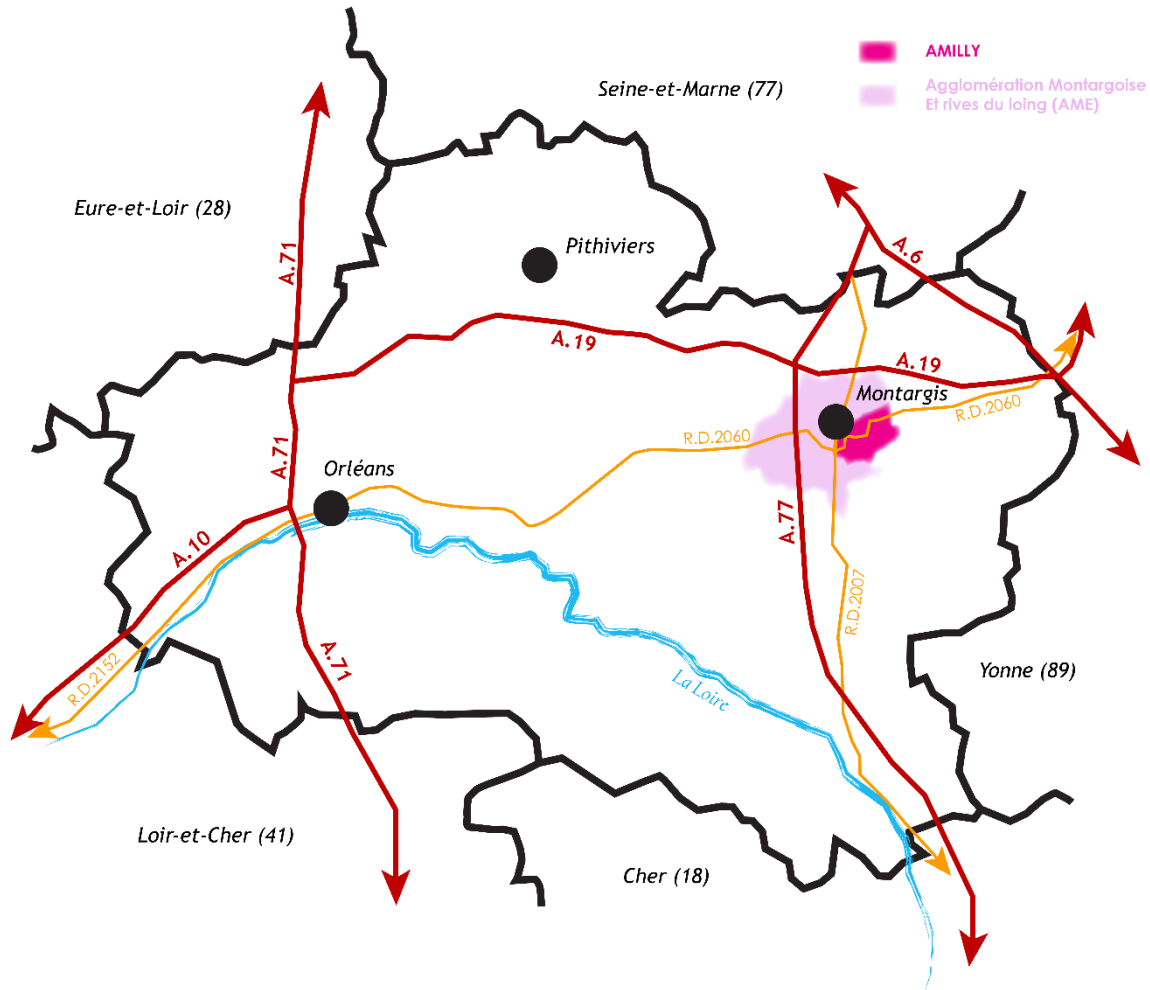 AMILLY
Agglomération Montargoise
Et rives du loing (AME)
Seine-et-Marne (77)
Eure-et-Loir (28)
Pithiviers
A.71
A.6
A.19
A.19
Montargis
R.D.2060
R.D.2060
A.71
Orléans
A.77
A.10
R.D.2007
A.71
R.D.2152
La Loire
Yonne (89)
Loir-et-Cher (41)
Cher (18)